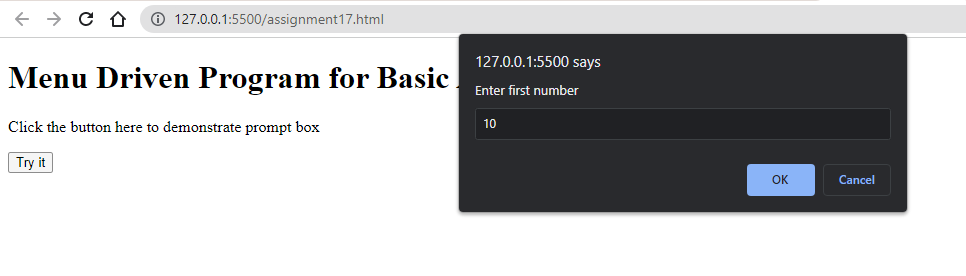 127.0.0.1:5500/assignment17.html
127.0.0.1:5500 says
Menu Driven Program for Basic
Enter first number
10
Click the button here to demonstrate prompt box
Try it
OK Cancel